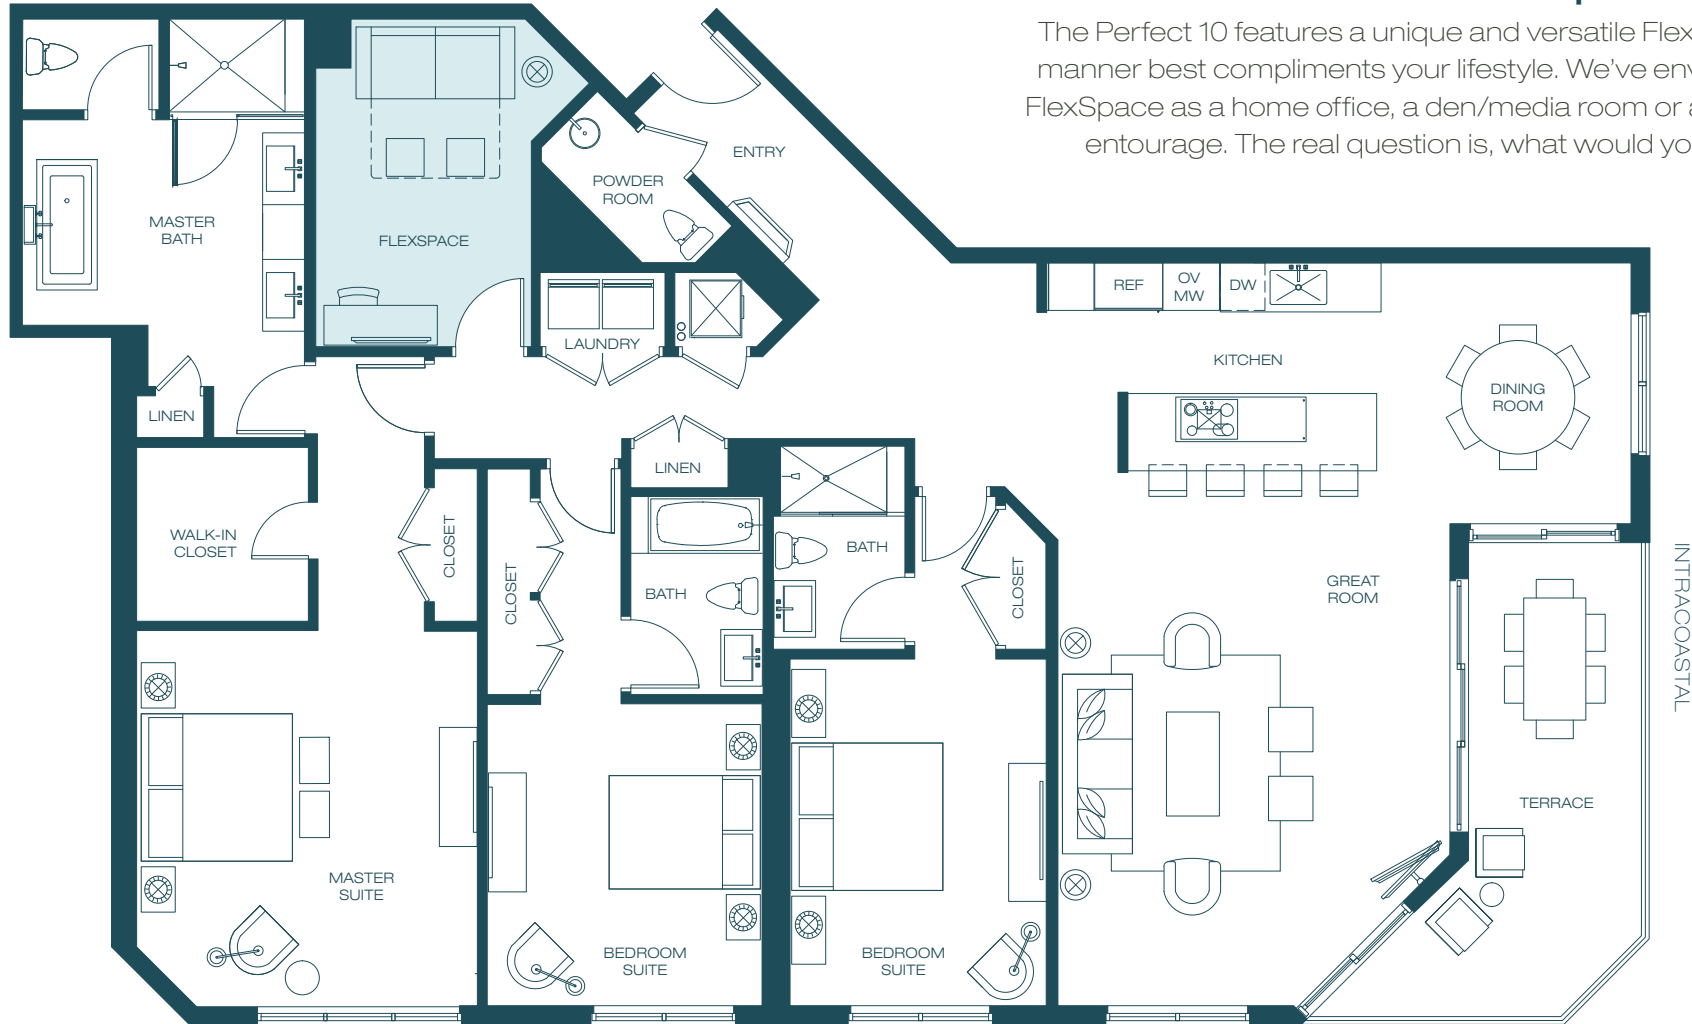 The Perfect 10 features a unique and versatile Flex
manner best compliments your lifestyle. We've env
FlexSpace as a home office, a den/media room or a
entourage. The real question is, what would yo
ENTRY
POWDER
ROOM
MASTER
BATH
FLEXSPACE
REF
OV
MW
DW
LAUNDRY
KITCHEN
DINING
ROOM
LINEN
LINEN
WALK-IN
CLOSET
CLOSET
CLOSET
BATH
BATH
CLOSET
GREAT
ROOM
INTRACOASTAL
TERRACE
MASTER
SUITE
BEDROOM
SUITE
BEDROOM
SUITE